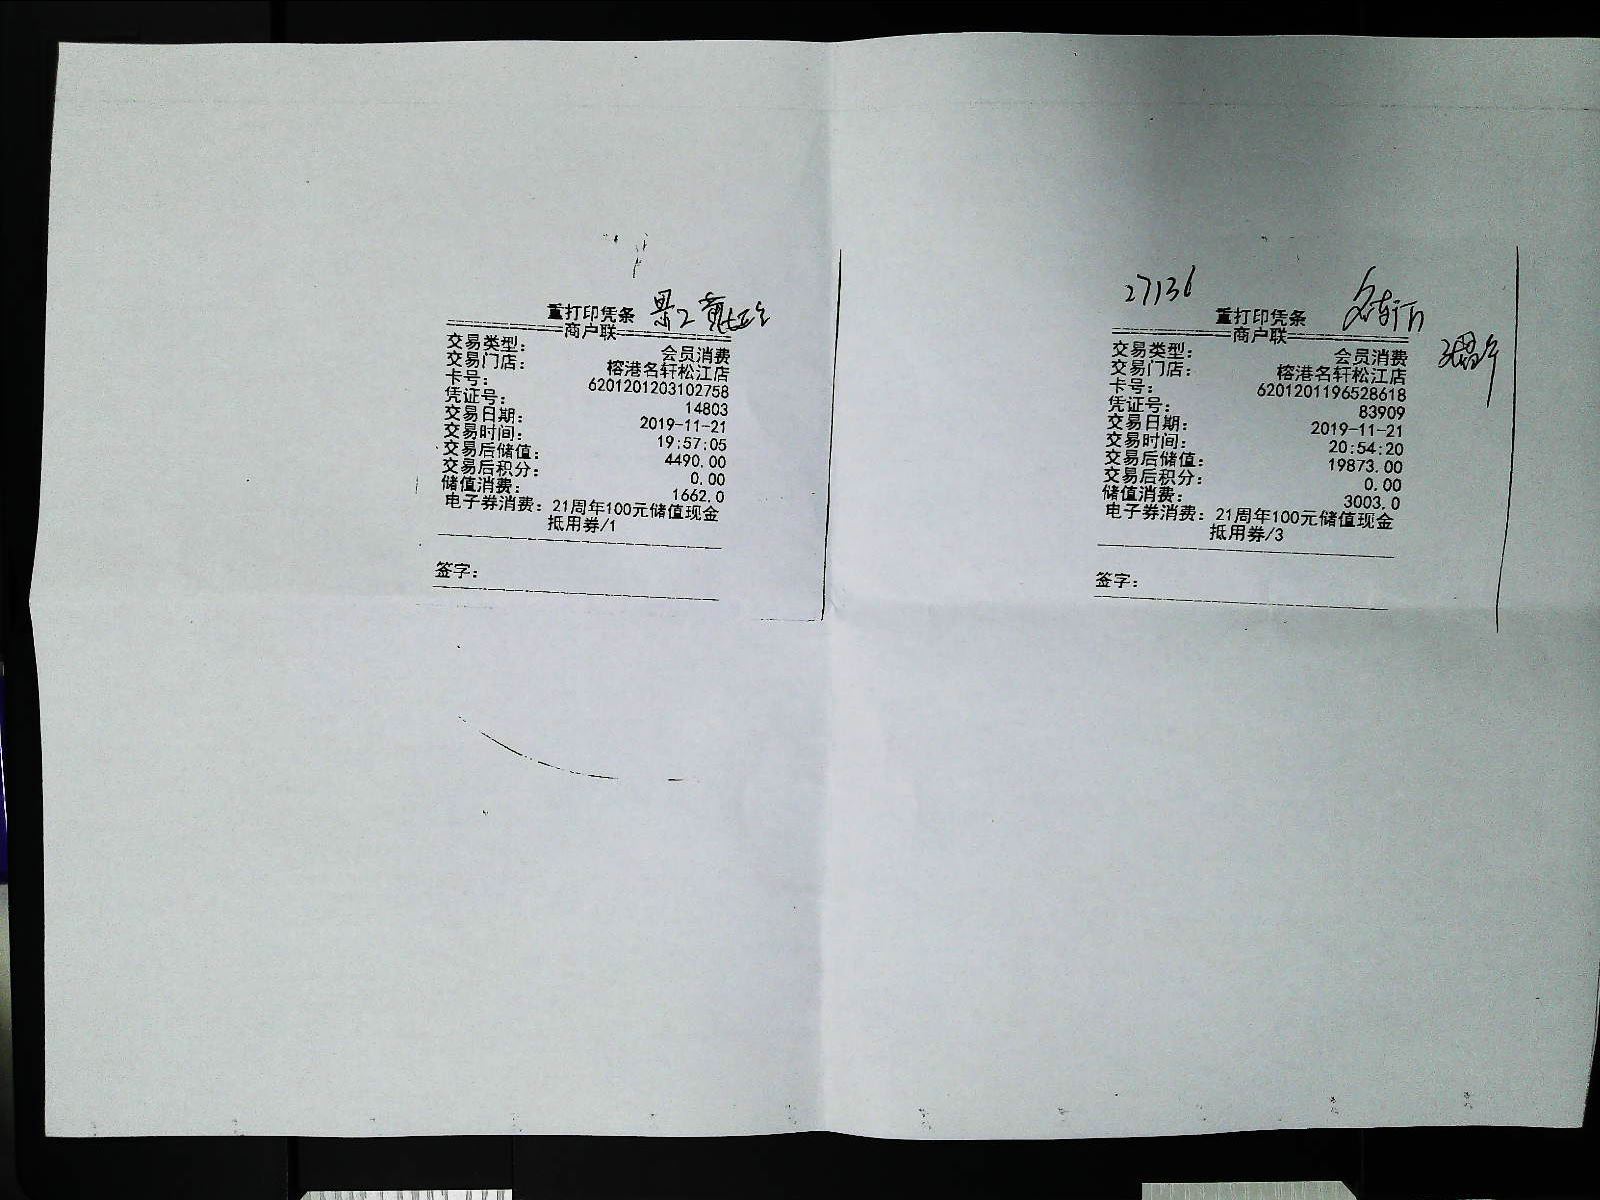 重打印凭条
商户联
交易类型: 会员消费
交易门店: 榕港名轩松江店
卡号: 6201201203102758
凭证号: 14803
交易日期: 2019-11-21
交易时间: 19:57:05
交易后储值: 4490.00
交易后积分: 0.00
储值消费: 1662.0
电子券消费: 21周年100元储值现金
抵用券/1
签字:
27136
重打印凭条
商户联
交易类型: 会员消费
交易门店: 榕港名轩松江店
卡号: 6201201196528618
凭证号: 83909
交易日期: 2019-11-21
交易时间: 20:54:20
交易后储值: 19873.00
交易后积分: 0.00
储值消费: 3003.0
电子券消费: 21周年100元储值现金
抵用券/3
签字: